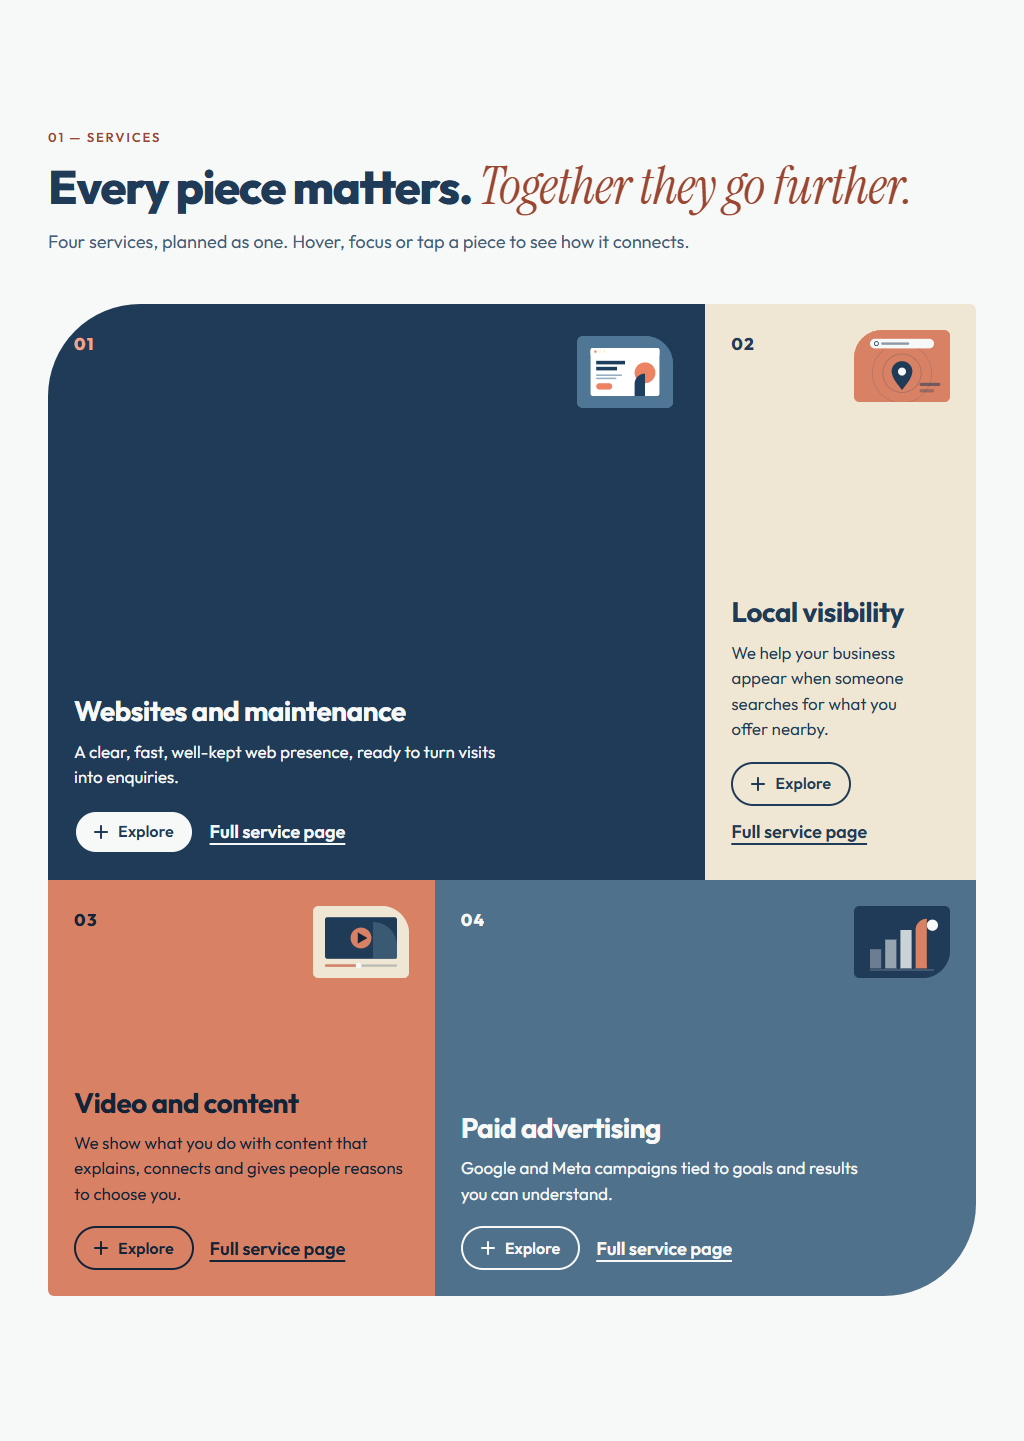 01 — SERVICES
Every piece matters. Together they go further.
Four services, planned as one. Hover, focus or tap a piece to see how it connects.
01
Websites and maintenance
A clear, fast, well-kept web presence, ready to turn visits
into enquiries.
Explore
Full service page
02
Local visibility
We help your business
appear when someone
searches for what you
offer nearby.
Explore
Full service page
03
Video and content
We show what you do with content that
explains, connects and gives people reasons
to choose you.
Explore
Full service page
04
Paid advertising
Google and Meta campaigns tied to goals and results
you can understand.
Explore
Full service page